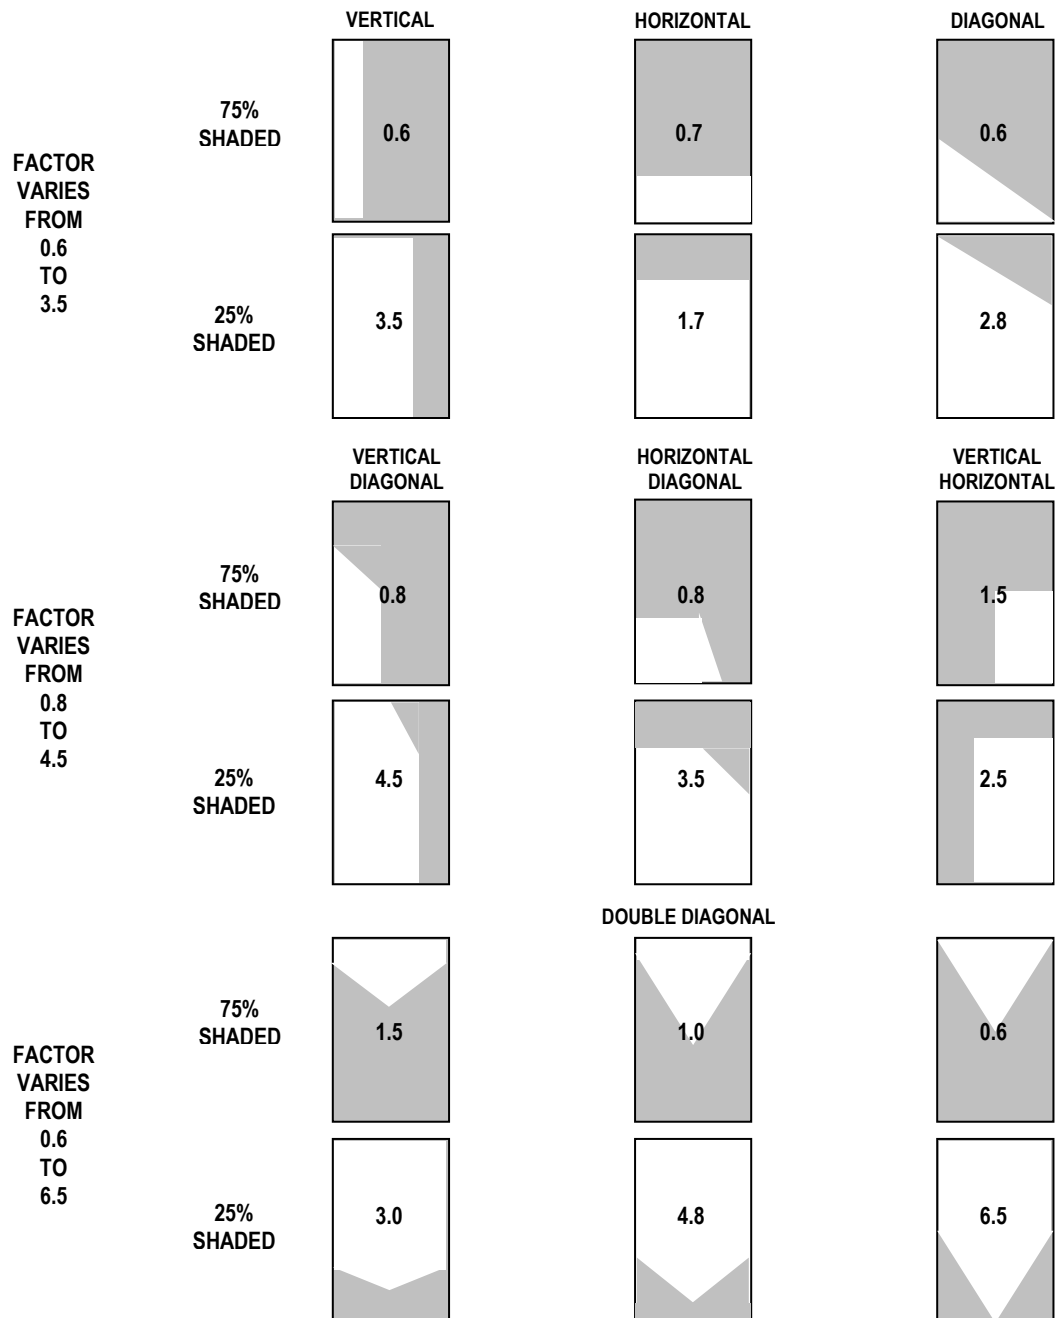 VERTICAL
HORIZONTAL
DIAGONAL
FACTOR
VARIES
FROM
0.6
TO
3.5
75%
SHADED
0.6
0.7
0.6
25%
SHADED
3.5
1.7
2.8
VERTICAL
DIAGONAL
HORIZONTAL
DIAGONAL
VERTICAL
HORIZONTAL
FACTOR
VARIES
FROM
0.8
TO
4.5
75%
SHADED
0.8
0.8
1.5
25%
SHADED
4.5
3.5
2.5
DOUBLE DIAGONAL
FACTOR
VARIES
FROM
0.6
TO
6.5
75%
SHADED
1.5
1.0
0.6
25%
SHADED
3.0
4.8
6.5